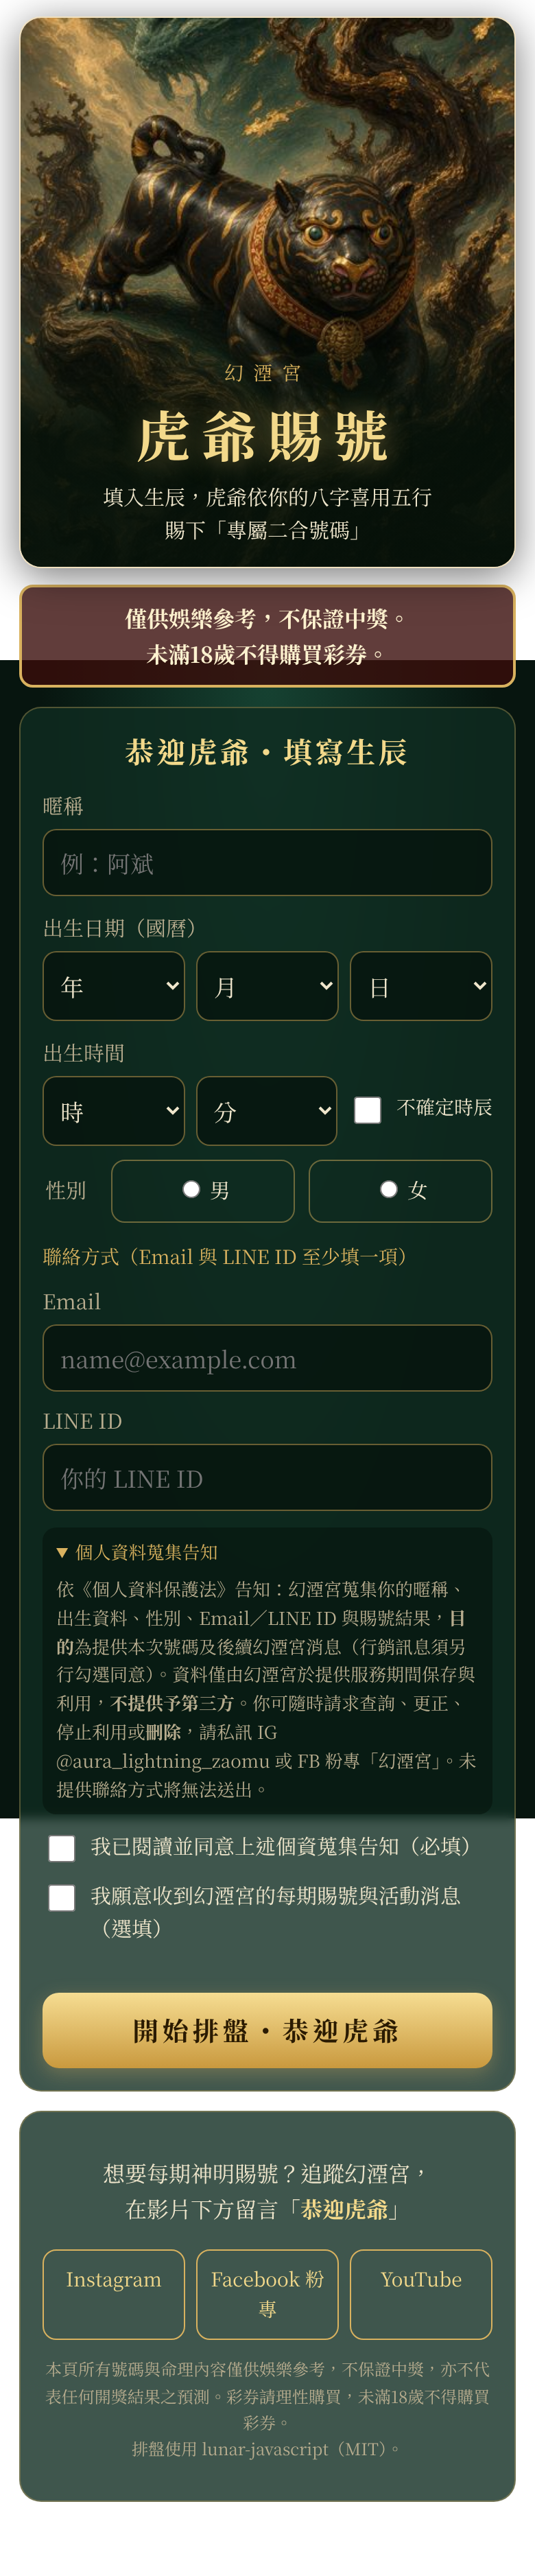 幻湮宮
虎爺賜號
填入生辰，虎爺依你的八字喜用五行
賜下「專屬二合號碼」
僅供娛樂參考，不保證中獎。
未滿18歲不得購買彩券。
恭迎虎爺・填寫生辰
暱稱
例：阿斌
出生日期（國曆）
年 月 日
出生時間
時 分 不確定時辰
性別 男 女
聯絡方式（Email 與 LINE ID 至少填一項）
Email
name@example.com
LINE ID
你的 LINE ID
▼ 個人資料蒐集告知
依《個人資料保護法》告知：幻湮宮蒐集你的暱稱、
出生資料、性別、Email／LINE ID 與賜號結果，目
的為提供本次號碼及後續幻湮宮消息（行銷訊息須另
行勾選同意）。資料僅由幻湮宮於提供服務期間保存與
利用，不提供予第三方。你可隨時請求查詢、更正、
停止利用或刪除，請私訊 IG
@aura_lightning_zaomu 或 FB 粉專「幻湮宮」。未
提供聯絡方式將無法送出。
我已閱讀並同意上述個資蒐集告知（必填）
我願意收到幻湮宮的每期賜號與活動消息
（選填）
開始排盤・恭迎虎爺
想要每期神明賜號？追蹤幻湮宮，
在影片下方留言「恭迎虎爺」
Instagram Facebook 粉 YouTube
專
本頁所有號碼與命理內容僅供娛樂參考，不保證中獎，亦不代
表任何開獎結果之預測。彩券請理性購買，未滿18歲不得購買
彩券。
排盤使用 lunar-javascript（MIT）。